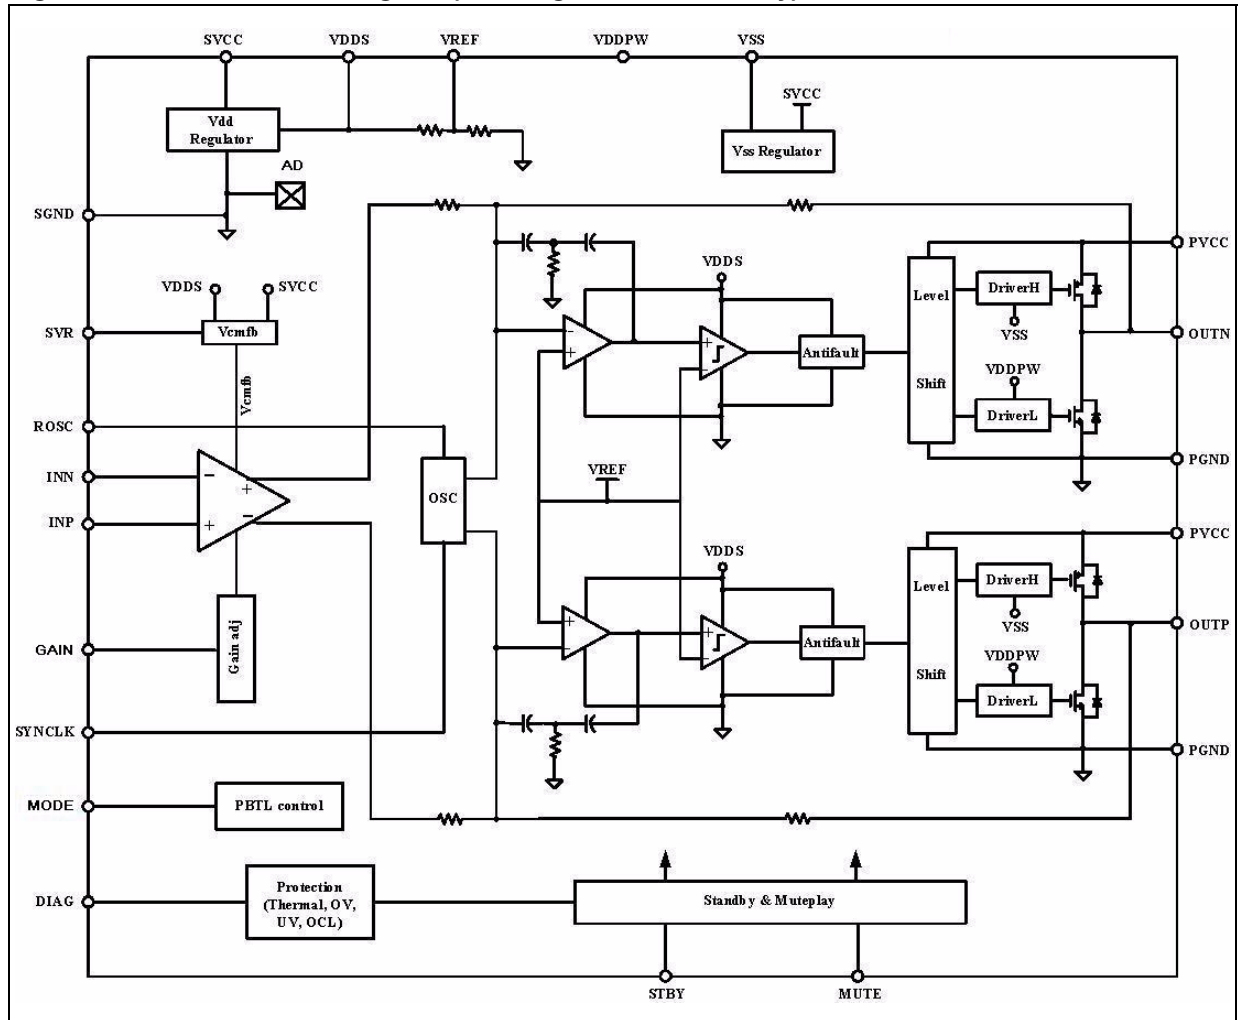 SVCC VDDS VREF VDDPW VSS
SVCC
Vdd
Regulator
Vss Regulator
AD
SGND
PVCC
VDDS SVCC
VDDS
Level
DriverH
SVR
Vcmfb
- +
+ -
Antifault
VSS
OUTN
Vcmfb
VDDPW
Shift
DriverL
ROSC
PGND
INN
-
+
OSC
VREF
INP
+
-
PVCC
VDDS
Level
DriverH
+ +
- -
Antifault
VSS
OUTP
GAIN
Gain adj
VDDPW
Shift
DriverL
SYNCLK
PGND
MODE
PBTL control
DIAG
Protection
(Thermal, OV,
UV, OCL)
Standby & Muteplay
STBY MUTE